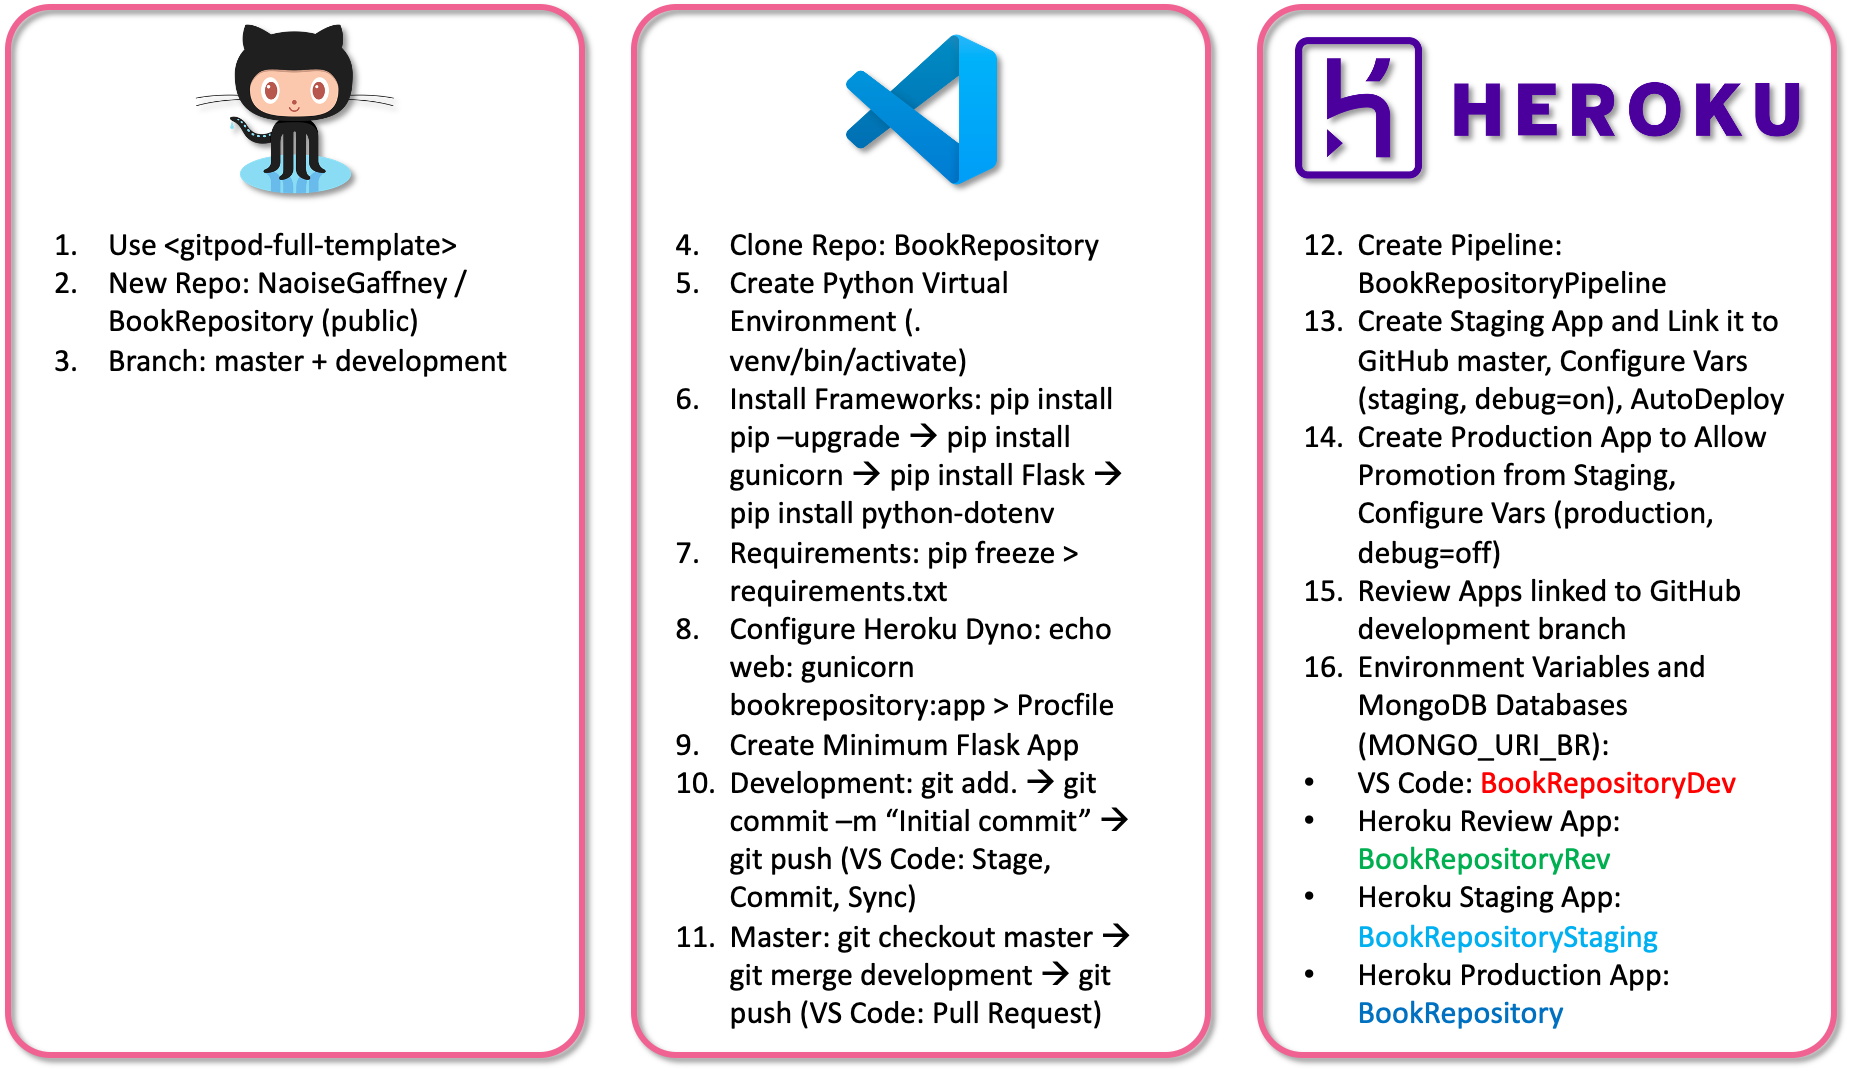 1. Use <gitpod-full-template>
2. New Repo: NaoiseGaffney /
BookRepository (public)
3. Branch: master + development
4. Clone Repo: BookRepository
5. Create Python Virtual
Environment (.
venv/bin/activate)
6. Install Frameworks: pip install
pip –upgrade → pip install
gunicorn → pip install Flask →
pip install python-dotenv
7. Requirements: pip freeze >
requirements.txt
8. Configure Heroku Dyno: echo
web: gunicorn
bookrepository:app > Procfile
9. Create Minimum Flask App
10. Development: git add. → git
commit –m “Initial commit” →
git push (VS Code: Stage,
Commit, Sync)
11. Master: git checkout master →
git merge development → git
push (VS Code: Pull Request)
HEROKU
12. Create Pipeline:
BookRepositoryPipeline
13. Create Staging App and Link it to
GitHub master, Configure Vars
(staging, debug=on), AutoDeploy
14. Create Production App to Allow
Promotion from Staging,
Configure Vars (production,
debug=off)
15. Review Apps linked to GitHub
development branch
16. Environment Variables and
MongoDB Databases
(MONGO_URI_BR):
• VS Code: BookRepositoryDev
• Heroku Review App:
BookRepositoryRev
• Heroku Staging App:
BookRepositoryStaging
• Heroku Production App:
BookRepository